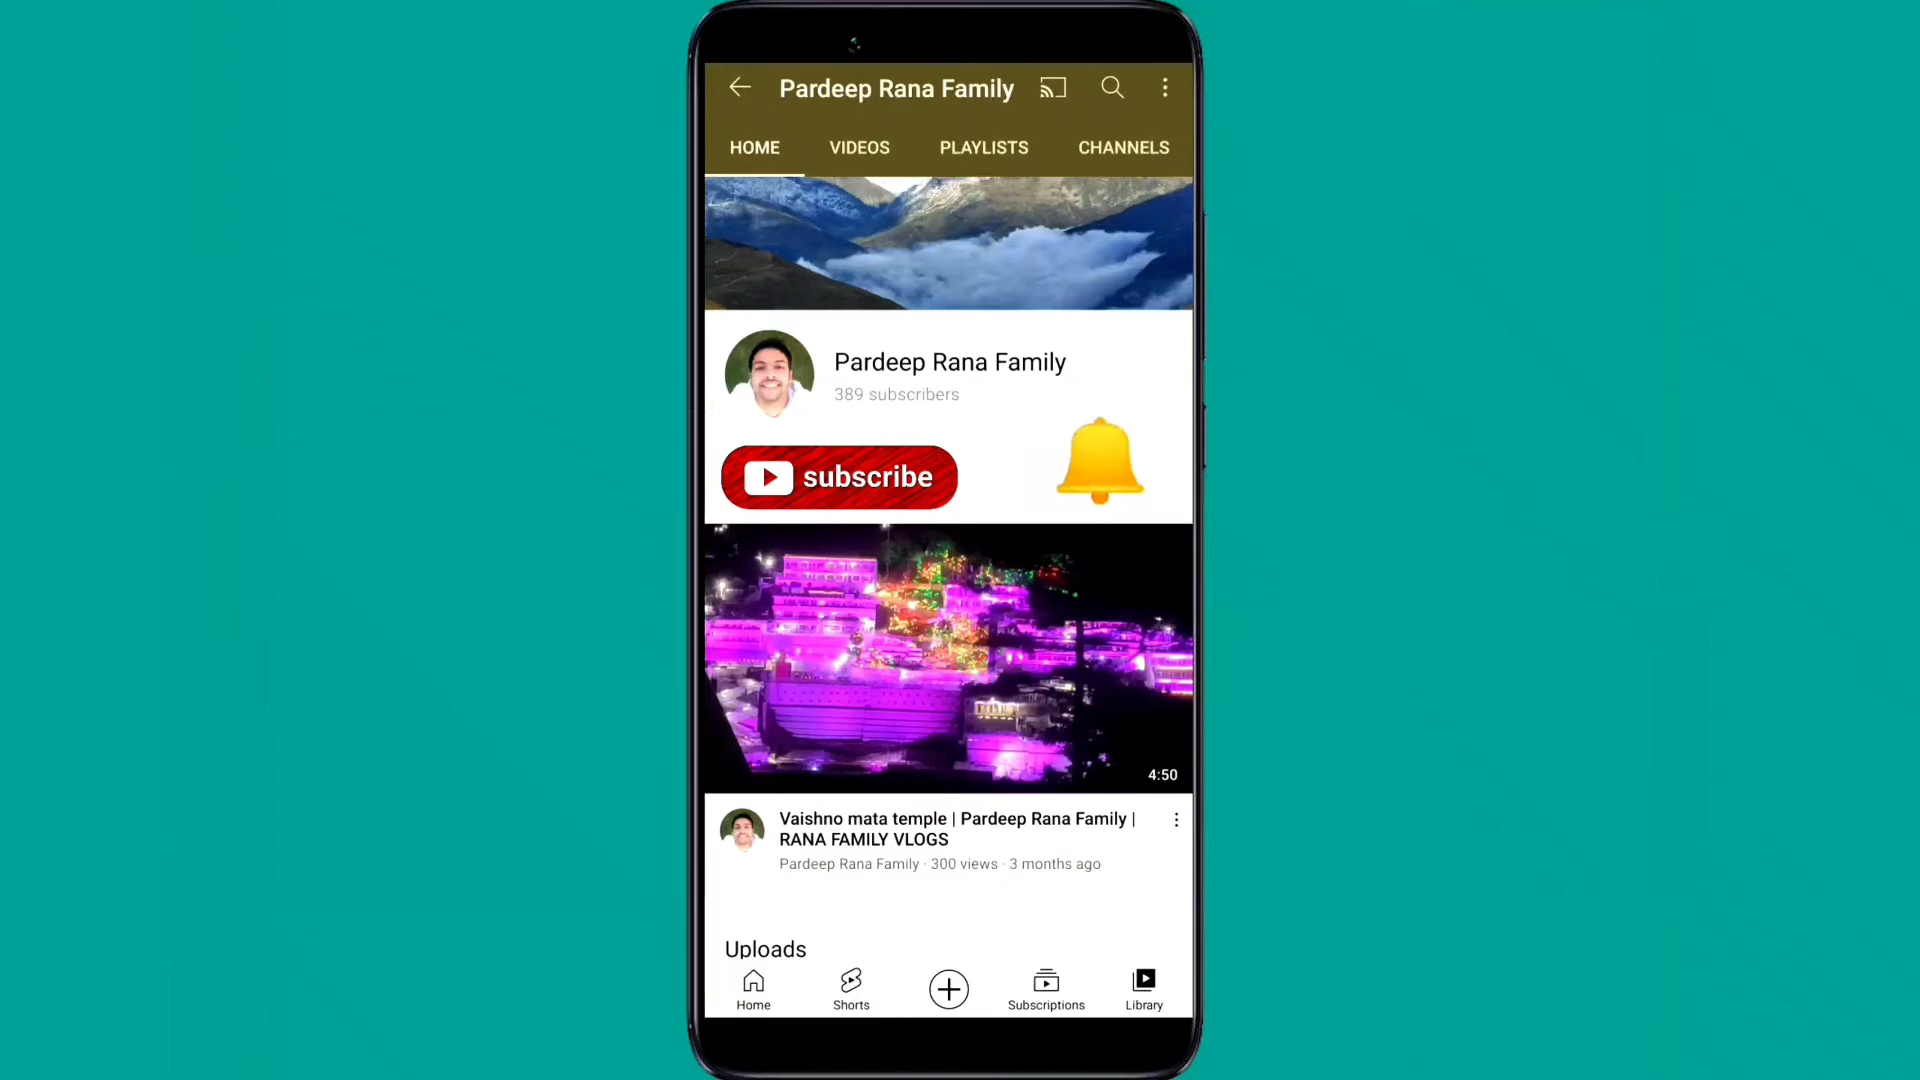 Pardeep Rana Family
HOME VIDEOS PLAYLISTS CHANNELS
Pardeep Rana Family
389 subscribers
subscribe
4:50
Vaishno mata temple | Pardeep Rana Family |
RANA FAMILY VLOGS
Pardeep Rana Family · 300 views · 3 months ago
Uploads
Home Shorts Subscriptions Library